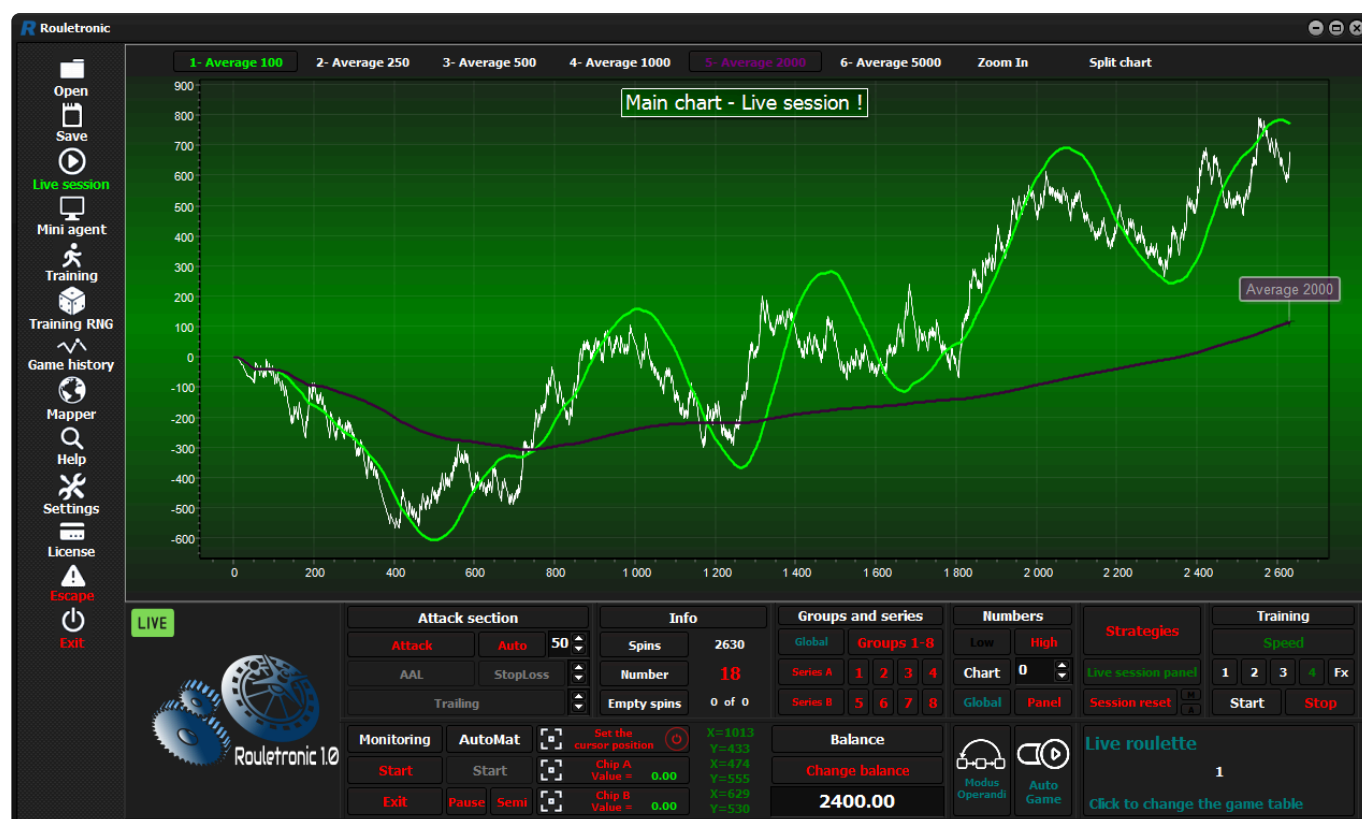 Rouletronic
Open
Save
Live session
Mini agent
Training
Training RNG
Game history
Mapper
Help
Settings
License
Escape
Exit
1- Average 100 2- Average 250 3- Average 500 4- Average 1000 5- Average 2000 6- Average 5000 Zoom In Split chart
Main chart - Live session !
900
800
700
600
500
400
300
200
100
0
-100
-200
-300
-400
-500
-600
Average 2000
0 200 400 600 800 1 000 1 200 1 400 1 600 1 800 2 000 2 200 2 400 2 600
LIVE
Rouletronic 1.0
Attack section
Attack Auto 50
AAL StopLoss
Trailing
Info
Spins 2630
Number 18
Empty spins 0 of 0
Groups and series
Global Groups 1-8
Series A 1 2 3 4
Series B 5 6 7 8
Numbers
Low High
Chart 0
Global Panel
Strategies
Live session panel
Session reset M A
Training
Speed
1 2 3 4 Fx
Start Stop
Monitoring AutoMat
Start Start
Exit Pause Semi
Set the
cursor position
Chip A
Value = 0.00
Chip B
Value = 0.00
X=1013
Y=433
X=474
Y=555
X=629
Y=530
Balance
Change balance
2400.00
Modus
Operandi
Auto
Game
Live roulette
1
Click to change the game table